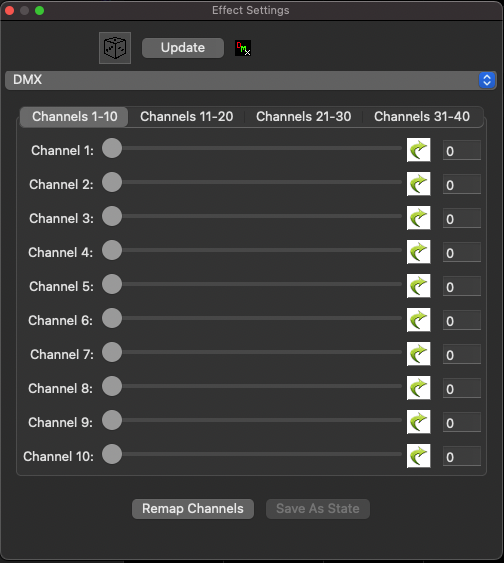 Effect Settings
Update
DMX
DMX
Channels 1-10 Channels 11-20 Channels 21-30 Channels 31-40
Channel 1: 0
Channel 2: 0
Channel 3: 0
Channel 4: 0
Channel 5: 0
Channel 6: 0
Channel 7: 0
Channel 8: 0
Channel 9: 0
Channel 10: 0
Remap Channels Save As State